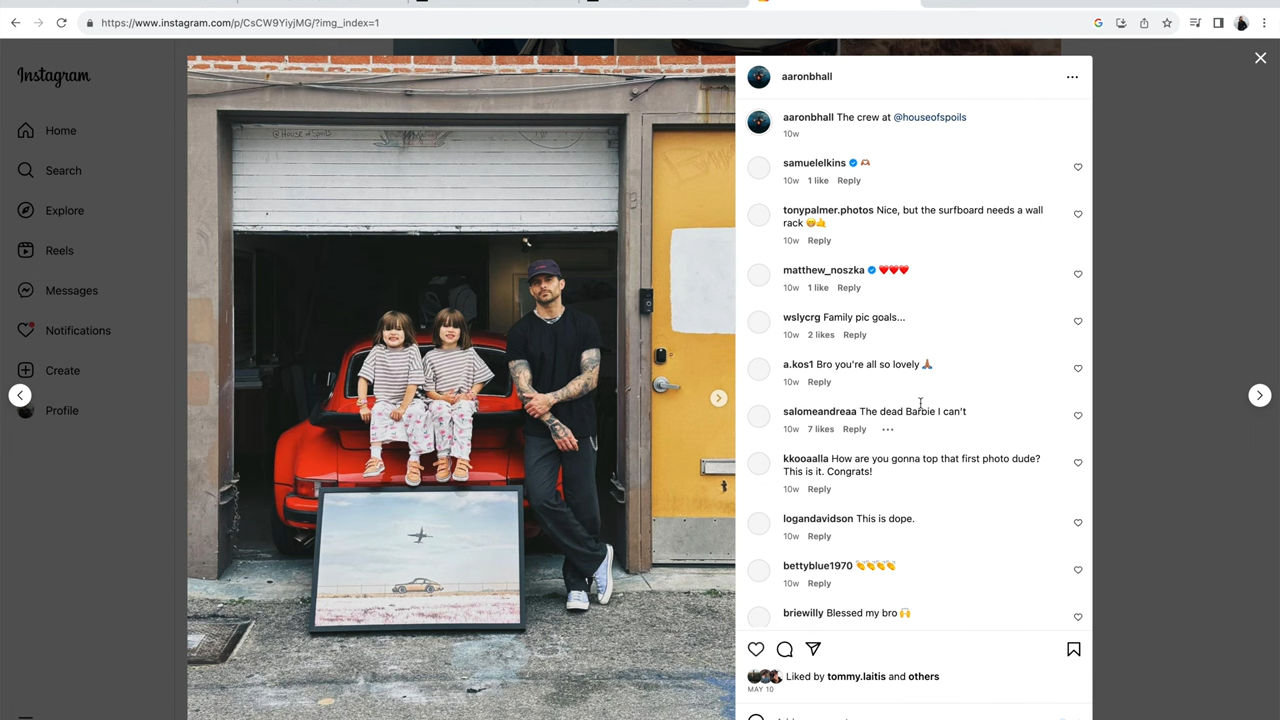 https://www.instagram.com/p/CsCW9YiyjMG/?img_index=1
Instagram
Home
Search
Explore
Reels
Messages
Notifications
Create
Profile
@House of Spoils
aaronbhall
aaronbhall The crew at @houseofspoils
10w
samuelelkins 🫶🏽
10w 1 like Reply
tonypalmer.photos Nice, but the surfboard needs a wall
rack 😁🤙
10w Reply
matthew_noszka ❤️❤️❤️
10w 1 like Reply
wslycrg Family pic goals...
10w 2 likes Reply
a.kos1 Bro you're all so lovely 🙏🏾
10w Reply
salomeandreaa The dead Barbie I can't
10w 7 likes Reply
kkooaalla How are you gonna top that first photo dude?
This is it. Congrats!
10w Reply
logandavidson This is dope.
10w Reply
bettyblue1970 👏👏👏👏
10w Reply
briewilly Blessed my bro 🙌
Liked by tommy.laitis and others
MAY 10